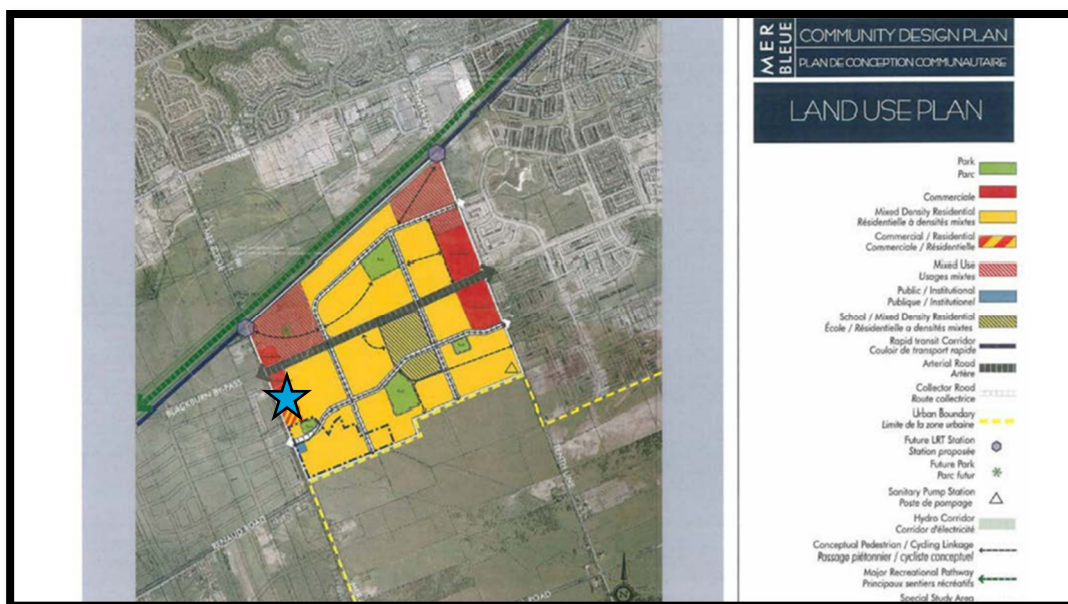 MER BLEUE
COMMUNITY DESIGN PLAN
PLAN DE CONCEPTION COMMUNAUTAIRE
LAND USE PLAN
Park
Parc
Commerciale
Mixed Density Residential
Résidentielle à densités mixtes
Commercial / Residential
Commerciale / Résidentielle
Mixed Use
Usages mixtes
Public / Institutional
Publique / Institutionel
School / Mixed Density Residential
École / Résidentielle a densités mixtes
Rapid transit Corridor
Couloir de transport rapide
Arterial Road
Artère
Collector Road
Route collectrice
Urban Boundary
Limite de la zone urbaine
Future LRT Station
Station proposée
Future Park
Parc futur
Sanitary Pump Station
Poste de pompage
Hydro Corridor
Corridor d'électricité
Conceptual Pedestrian / Cycling Linkage
Passage piétonnier / cycliste conceptuel
Major Recreational Pathway
Principaux sentiers récréatifs
Special Study Area
BLACKBURN BY-PASS
ROAD
TENTH LINE
ROAD
N